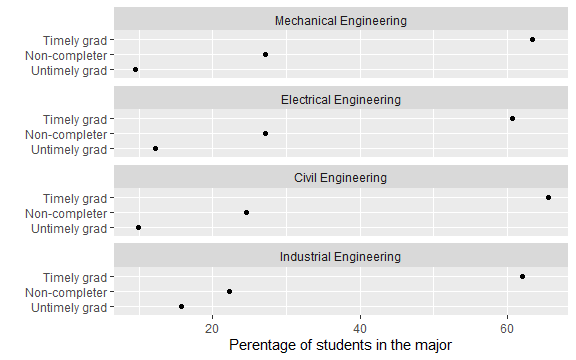 Mechanical Engineering
Timely grad
Non-completer
Untimely grad
Electrical Engineering
Timely grad
Non-completer
Untimely grad
Civil Engineering
Timely grad
Non-completer
Untimely grad
Industrial Engineering
Timely grad
Non-completer
Untimely grad
20 40 60
Perentage of students in the major